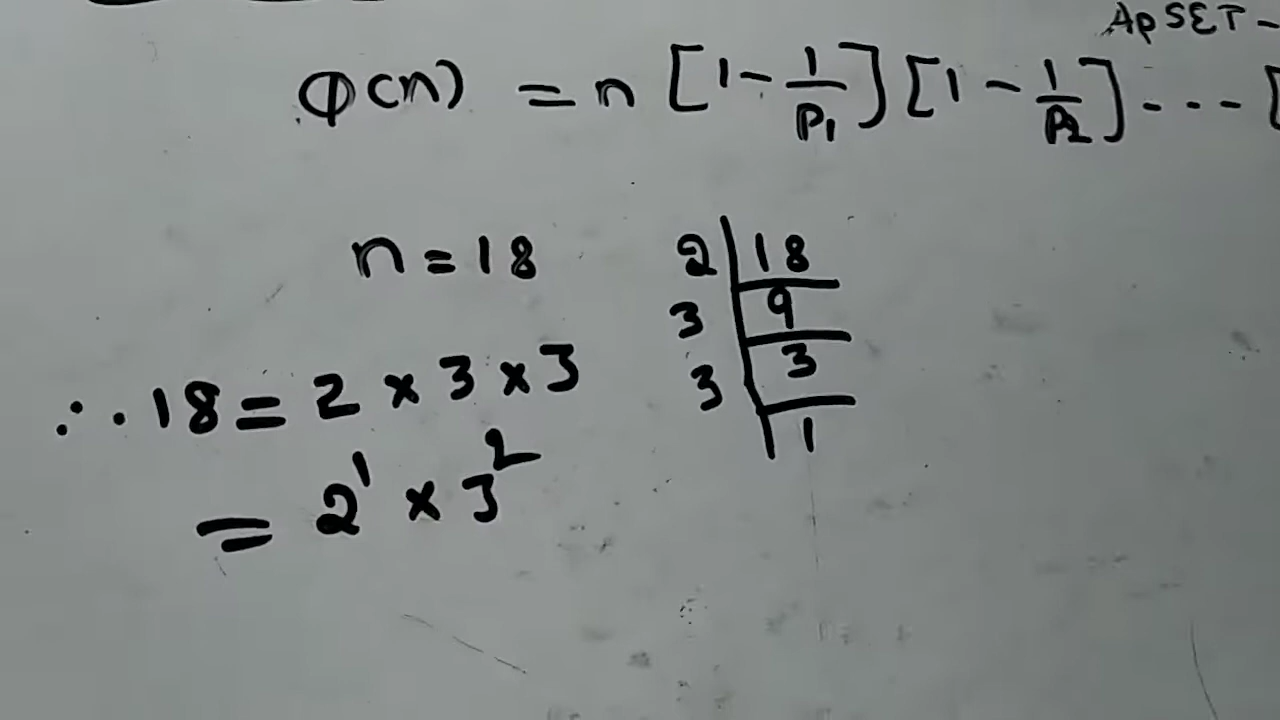 ApSET -
Φ(n) = n [1 - 1/P₁] [1 - 1/P₂] - - - [
n = 18
2 | 18
3 | 9
3 | 3
1
∴ 18 = 2 × 3 × 3
= 2¹ × 3²